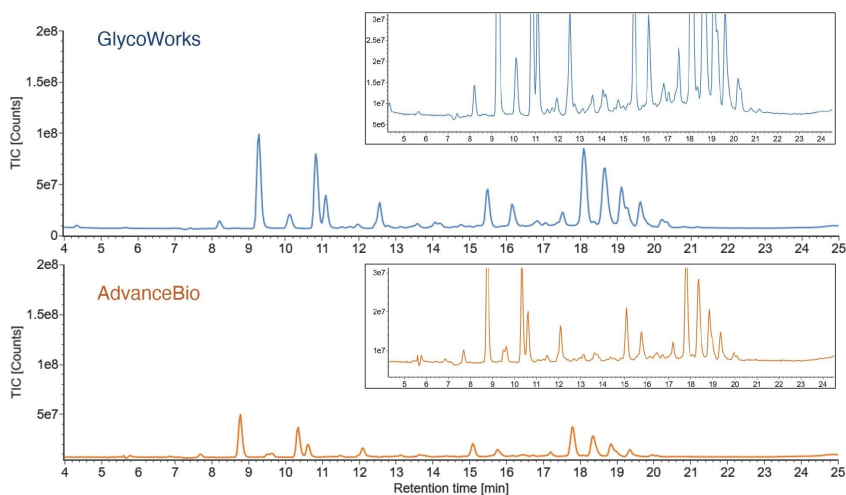 GlycoWorks
TIC [Counts]
2e8
1.5e8
1e8
5e7
0
3e7
2e7
1e7
5e6
5 6 7 8 9 10 11 12 13 14 15 16 17 18 19 20 21 22 23 24
4 5 6 7 8 9 10 11 12 13 14 15 16 17 18 19 20 21 22 23 24 25
AdvanceBio
TIC [Counts]
2e8
1.5e8
1e8
5e7
3e7
2e7
1e7
5 6 7 8 9 10 11 12 13 14 15 16 17 18 19 20 21 22 23 24
4 5 6 7 8 9 10 11 12 13 14 15 16 17 18 19 20 21 22 23 24 25
Retention time [min]